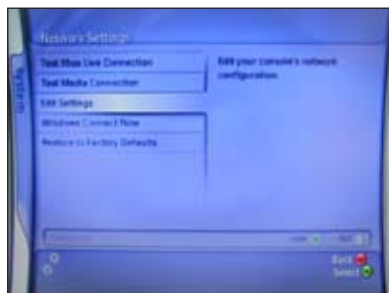 Network Settings
System
Test Xbox Live Connection
Test Media Connection
Edit Settings
Windows Connect Now
Restore to Factory Defaults
Edit your console's network
configuration.
Back
Select